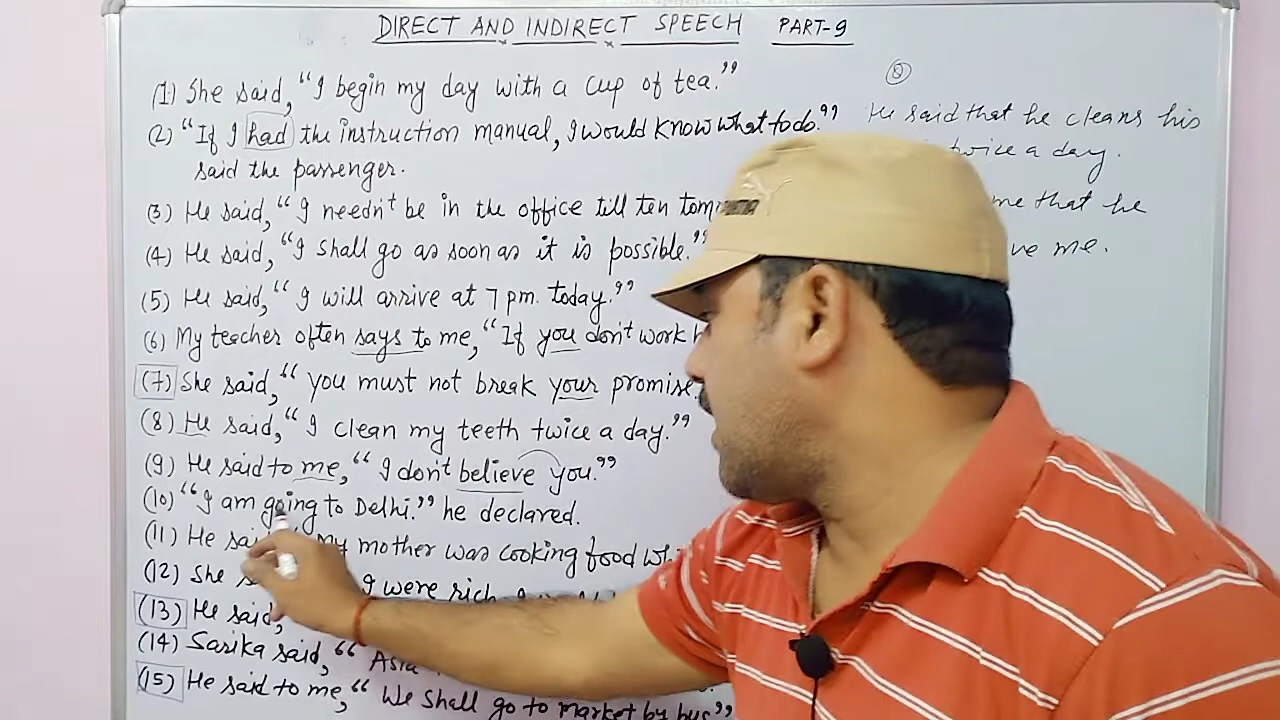 DIRECT AND INDIRECT SPEECH PART-9
(1) She said, “I begin my day with a cup of tea.”
(2) “If I had the instruction manual, I would know what to do.”
said the passenger.
(3) He said, “I needn't be in the office till ten
(4) He said, “I shall go as soon as it is possible.”
(5) He said, “I will arrive at 7 pm. today.”
(6) My teacher often says to me, “If you don't work
(7) She said, “you must not break your promise.
(8) He said, “I clean my teeth twice a day.”
(9) He said to me, “I don't believe you.”
(10) “I am going to Delhi.” he declared.
(11) He my mother was cooking food
(12) She I were rich,
(13) He said,
(14) Sarika said, “Asia
(15) He said to me, “We shall go to market by bus”
He said that he cleans his
twice a day.
me that he
me.
PUMA